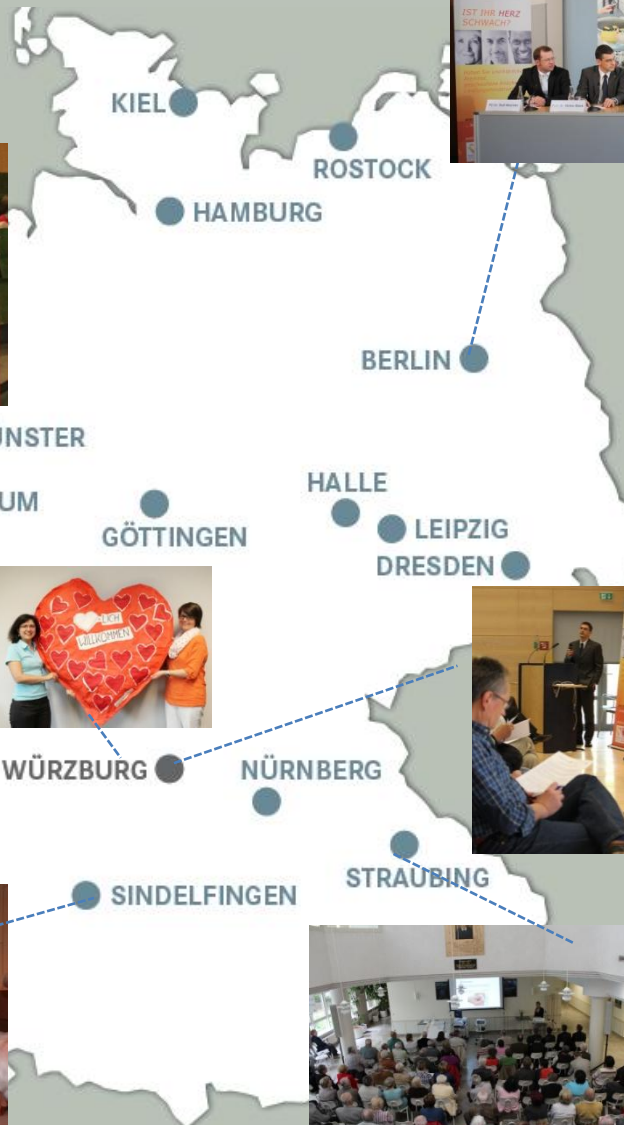 IST IHR HERZ
SCHWACH?
KIEL
ROSTOCK
HAMBURG
BERLIN
UNSTER
UM
HALLE
GÖTTINGEN
LEIPZIG
DRESDEN
LICH
WILLKOMMEN
WÜRZBURG
NÜRNBERG
STRAUBING
SINDELFINGEN